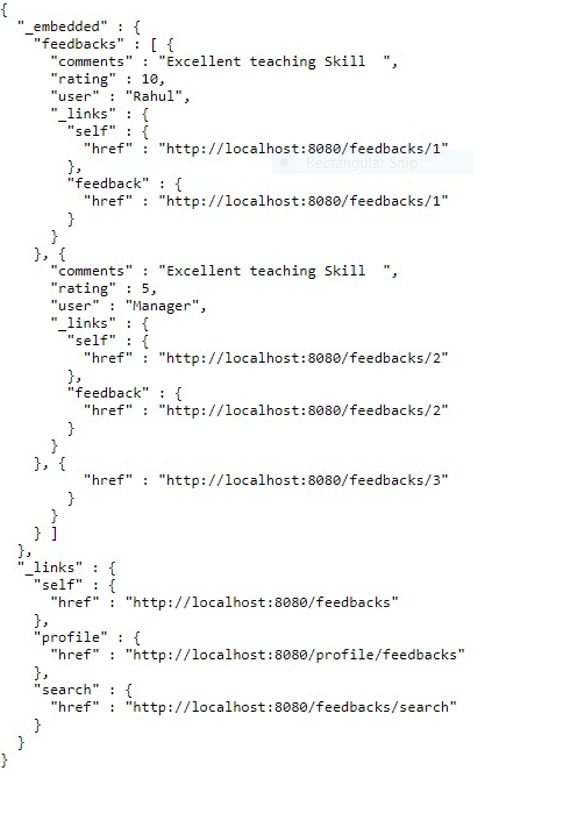 {
  "_embedded" : {
    "feedbacks" : [ {
      "comments" : "Excellent teaching Skill  ",
      "rating" : 10,
      "user" : "Rahul",
      "_links" : {
        "self" : {
          "href" : "http://localhost:8080/feedbacks/1"
Rectangular Snip
        },
        "feedback" : {
          "href" : "http://localhost:8080/feedbacks/1"
        }
      }
    }, {
      "comments" : "Excellent teaching Skill  ",
      "rating" : 5,
      "user" : "Manager",
      "_links" : {
        "self" : {
          "href" : "http://localhost:8080/feedbacks/2"
        },
        "feedback" : {
          "href" : "http://localhost:8080/feedbacks/2"
        }
      }
    }, {
          "href" : "http://localhost:8080/feedbacks/3"
        }
      }
    } ]
  },
  "_links" : {
    "self" : {
      "href" : "http://localhost:8080/feedbacks"
    },
    "profile" : {
      "href" : "http://localhost:8080/profile/feedbacks"
    },
    "search" : {
      "href" : "http://localhost:8080/feedbacks/search"
    }
  }
}